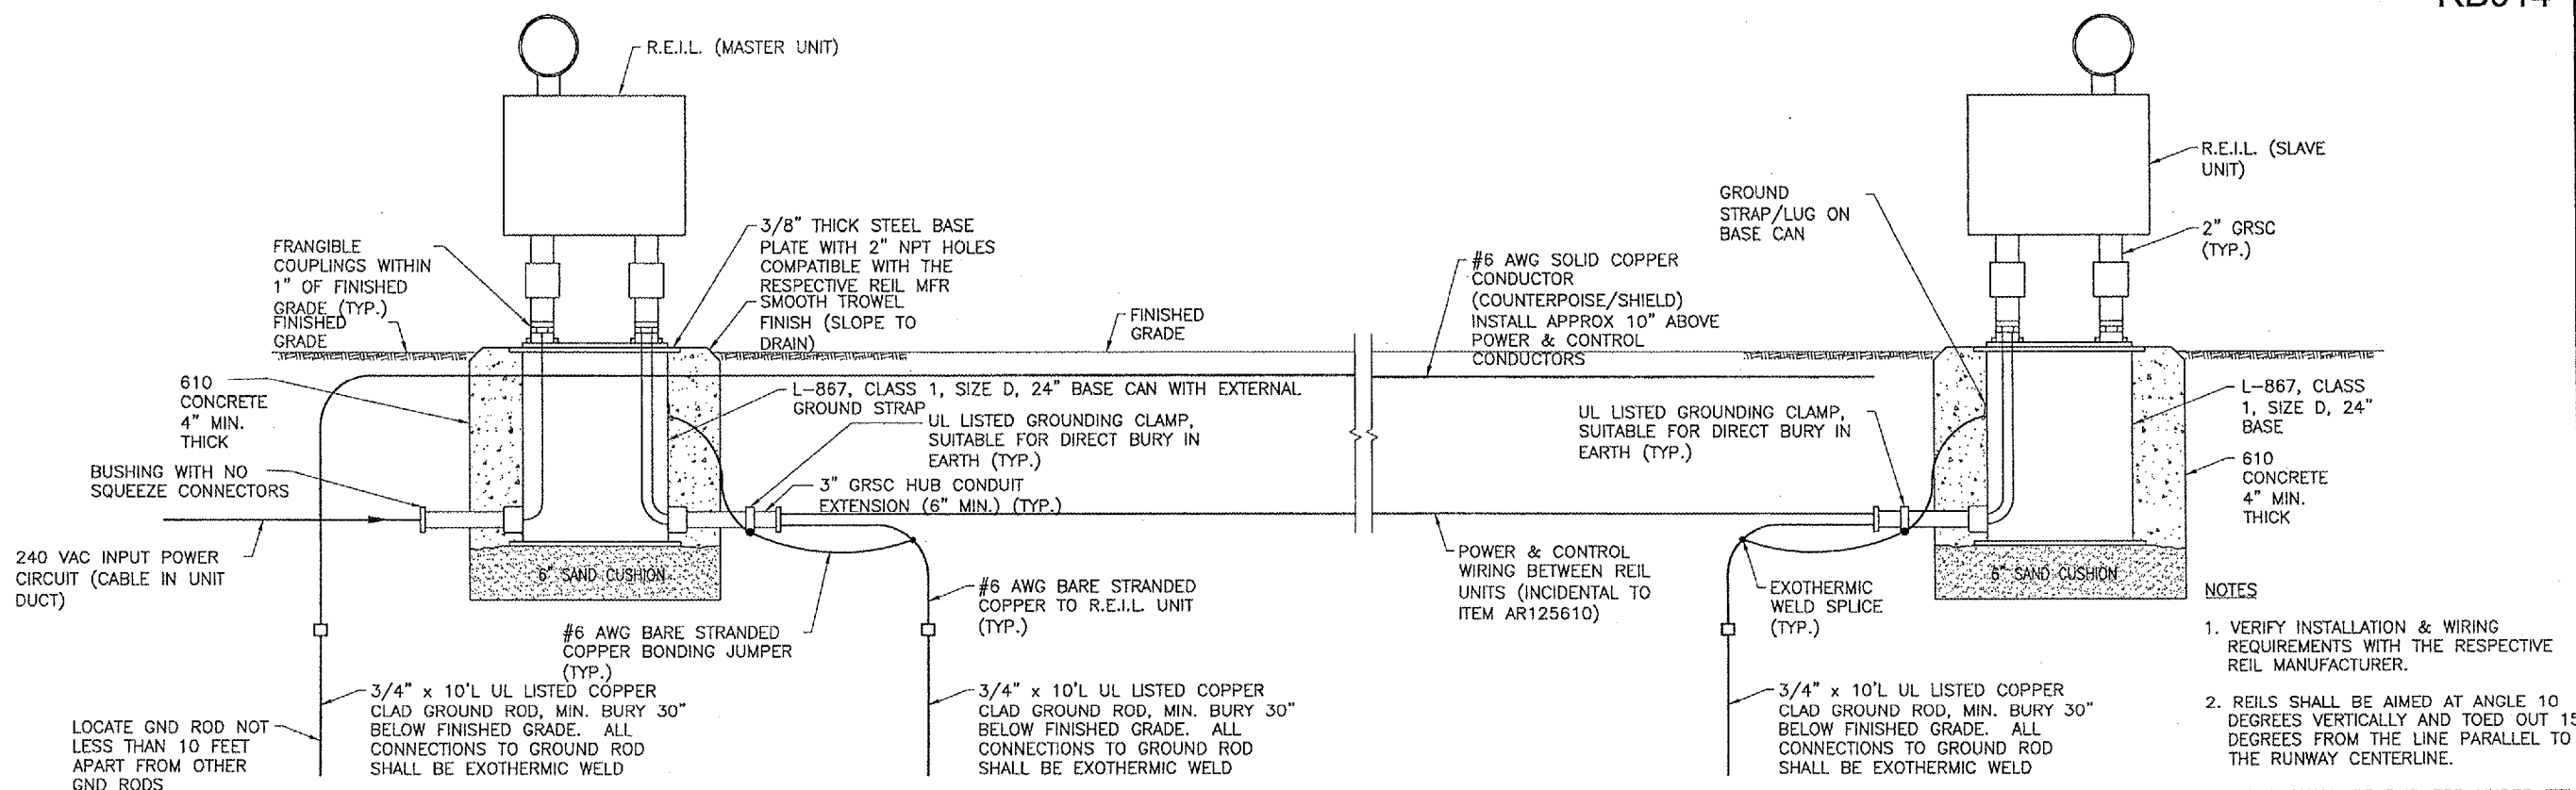 R.E.I.L. (MASTER UNIT)
FRANGIBLE
COUPLINGS WITHIN
1" OF FINISHED
GRADE (TYP.)
FINISHED
GRADE
3/8" THICK STEEL BASE
PLATE WITH 2" NPT HOLES
COMPATIBLE WITH THE
RESPECTIVE REIL MFR
SMOOTH TROWEL
FINISH (SLOPE TO
DRAIN)
FINISHED
GRADE
#6 AWG SOLID COPPER
CONDUCTOR
(COUNTERPOISE/SHIELD)
INSTALL APPROX 10" ABOVE
POWER & CONTROL
CONDUCTORS
GROUND
STRAP/LUG ON
BASE CAN
R.E.I.L. (SLAVE
UNIT)
2" GRSC
(TYP.)
610
CONCRETE
4" MIN.
THICK
L-867, CLASS 1, SIZE D, 24" BASE CAN WITH EXTERNAL
GROUND STRAP
UL LISTED GROUNDING CLAMP,
SUITABLE FOR DIRECT BURY IN
EARTH (TYP.)
UL LISTED GROUNDING CLAMP,
SUITABLE FOR DIRECT BURY IN
EARTH (TYP.)
L-867, CLASS
1, SIZE D, 24"
BASE
610
CONCRETE
4" MIN.
THICK
BUSHING WITH NO
SQUEEZE CONNECTORS
3" GRSC HUB CONDUIT
EXTENSION (6" MIN.) (TYP.)
240 VAC INPUT POWER
CIRCUIT (CABLE IN UNIT
DUCT)
6" SAND CUSHION
#6 AWG BARE STRANDED
COPPER BONDING JUMPER
(TYP.)
#6 AWG BARE STRANDED
COPPER TO R.E.I.L. UNIT
(TYP.)
POWER & CONTROL
WIRING BETWEEN REIL
UNITS (INCIDENTAL TO
ITEM AR125610)
EXOTHERMIC
WELD SPLICE
(TYP.)
6" SAND CUSHION
LOCATE GND ROD NOT
LESS THAN 10 FEET
APART FROM OTHER
GND RODS
3/4" x 10'L UL LISTED COPPER
CLAD GROUND ROD, MIN. BURY 30"
BELOW FINISHED GRADE. ALL
CONNECTIONS TO GROUND ROD
SHALL BE EXOTHERMIC WELD
3/4" x 10'L UL LISTED COPPER
CLAD GROUND ROD, MIN. BURY 30"
BELOW FINISHED GRADE. ALL
CONNECTIONS TO GROUND ROD
SHALL BE EXOTHERMIC WELD
3/4" x 10'L UL LISTED COPPER
CLAD GROUND ROD, MIN. BURY 30"
BELOW FINISHED GRADE. ALL
CONNECTIONS TO GROUND ROD
SHALL BE EXOTHERMIC WELD
NOTES
1. VERIFY INSTALLATION & WIRING
REQUIREMENTS WITH THE RESPECTIVE
REIL MANUFACTURER.
2. REILS SHALL BE AIMED AT ANGLE 10
DEGREES VERTICALLY AND TOED OUT 15
DEGREES FROM THE LINE PARALLEL TO
THE RUNWAY CENTERLINE.